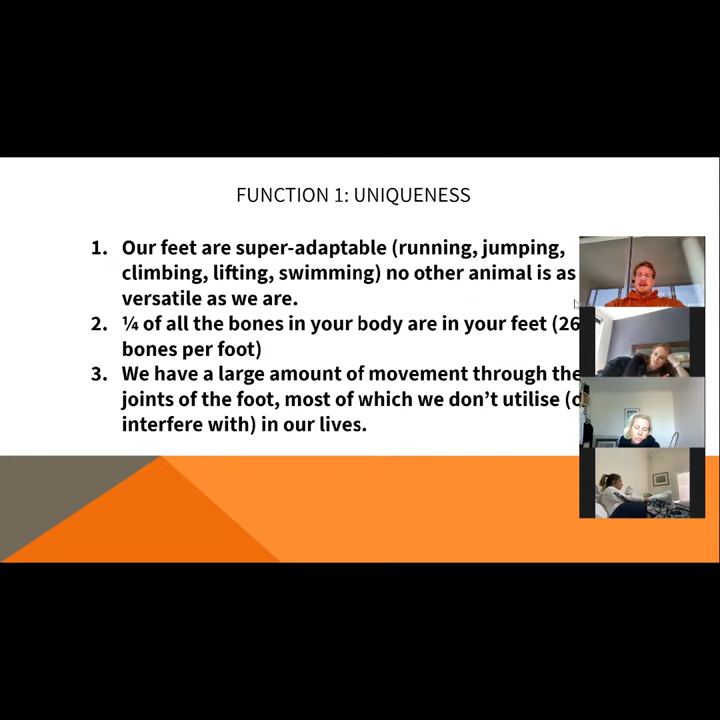 FUNCTION 1: UNIQUENESS
1. Our feet are super-adaptable (running, jumping,
climbing, lifting, swimming) no other animal is as
versatile as we are.
2. ¼ of all the bones in your body are in your feet (26
bones per foot)
3. We have a large amount of movement through the
joints of the foot, most of which we don’t utilise
interfere with) in our lives.